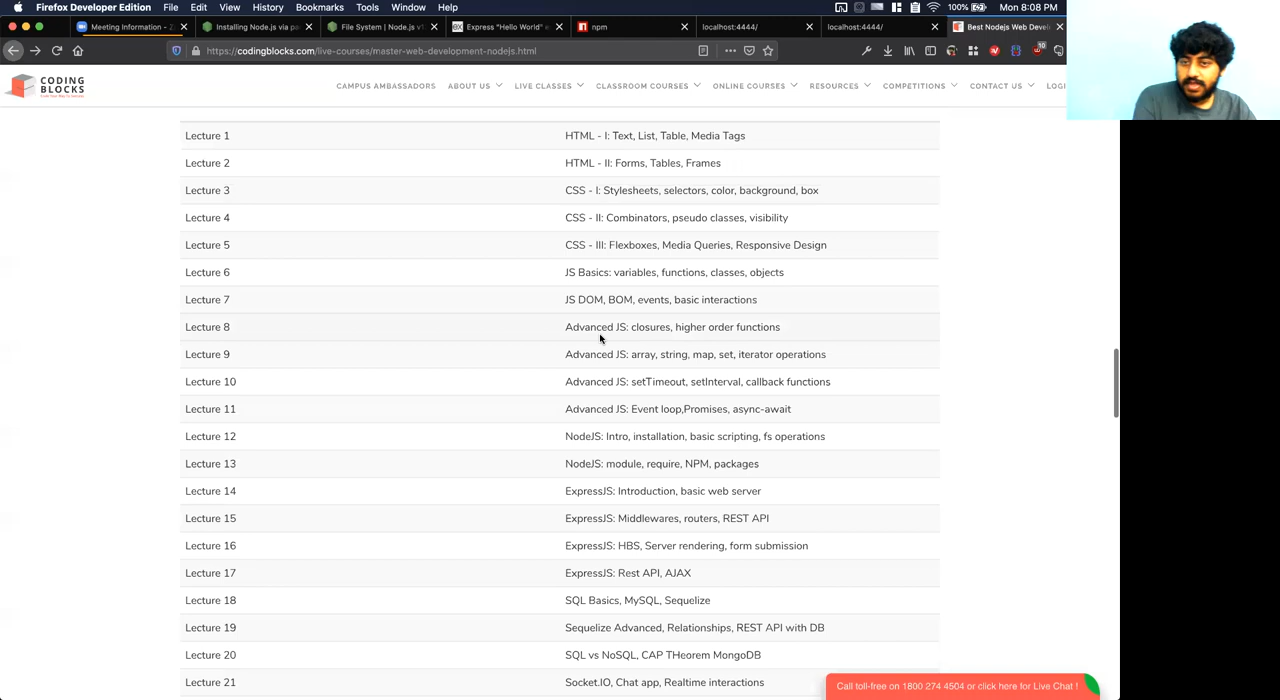 Firefox Developer Edition File Edit View History Bookmarks Tools Window Help 100% Mon 8:08 PM
Meeting Information - Installing Node.js via pa File System | Node.js v1 Express "Hello World" e npm localhost:4444/ localhost:4444/ Best Nodejs Web Devel
https://codingblocks.com/live-courses/master-web-development-nodejs.html 10
CODING
BLOCKS
CAMPUS AMBASSADORS ABOUT US LIVE CLASSES CLASSROOM COURSES ONLINE COURSES RESOURCES COMPETITIONS CONTACT US LOGI
Lecture 1 HTML - I: Text, List, Table, Media Tags
Lecture 2 HTML - II: Forms, Tables, Frames
Lecture 3 CSS - I: Stylesheets, selectors, color, background, box
Lecture 4 CSS - II: Combinators, pseudo classes, visibility
Lecture 5 CSS - III: Flexboxes, Media Queries, Responsive Design
Lecture 6 JS Basics: variables, functions, classes, objects
Lecture 7 JS DOM, BOM, events, basic interactions
Lecture 8 Advanced JS: closures, higher order functions
Lecture 9 Advanced JS: array, string, map, set, iterator operations
Lecture 10 Advanced JS: setTimeout, setInterval, callback functions
Lecture 11 Advanced JS: Event loop,Promises, async-await
Lecture 12 NodeJS: Intro, installation, basic scripting, fs operations
Lecture 13 NodeJS: module, require, NPM, packages
Lecture 14 ExpressJS: Introduction, basic web server
Lecture 15 ExpressJS: Middlewares, routers, REST API
Lecture 16 ExpressJS: HBS, Server rendering, form submission
Lecture 17 ExpressJS: Rest API, AJAX
Lecture 18 SQL Basics, MySQL, Sequelize
Lecture 19 Sequelize Advanced, Relationships, REST API with DB
Lecture 20 SQL vs NoSQL, CAP THeorem MongoDB
Lecture 21 Socket.IO, Chat app, Realtime interactions
Call toll-free on 1800 274 4504 or click here for Live Chat !